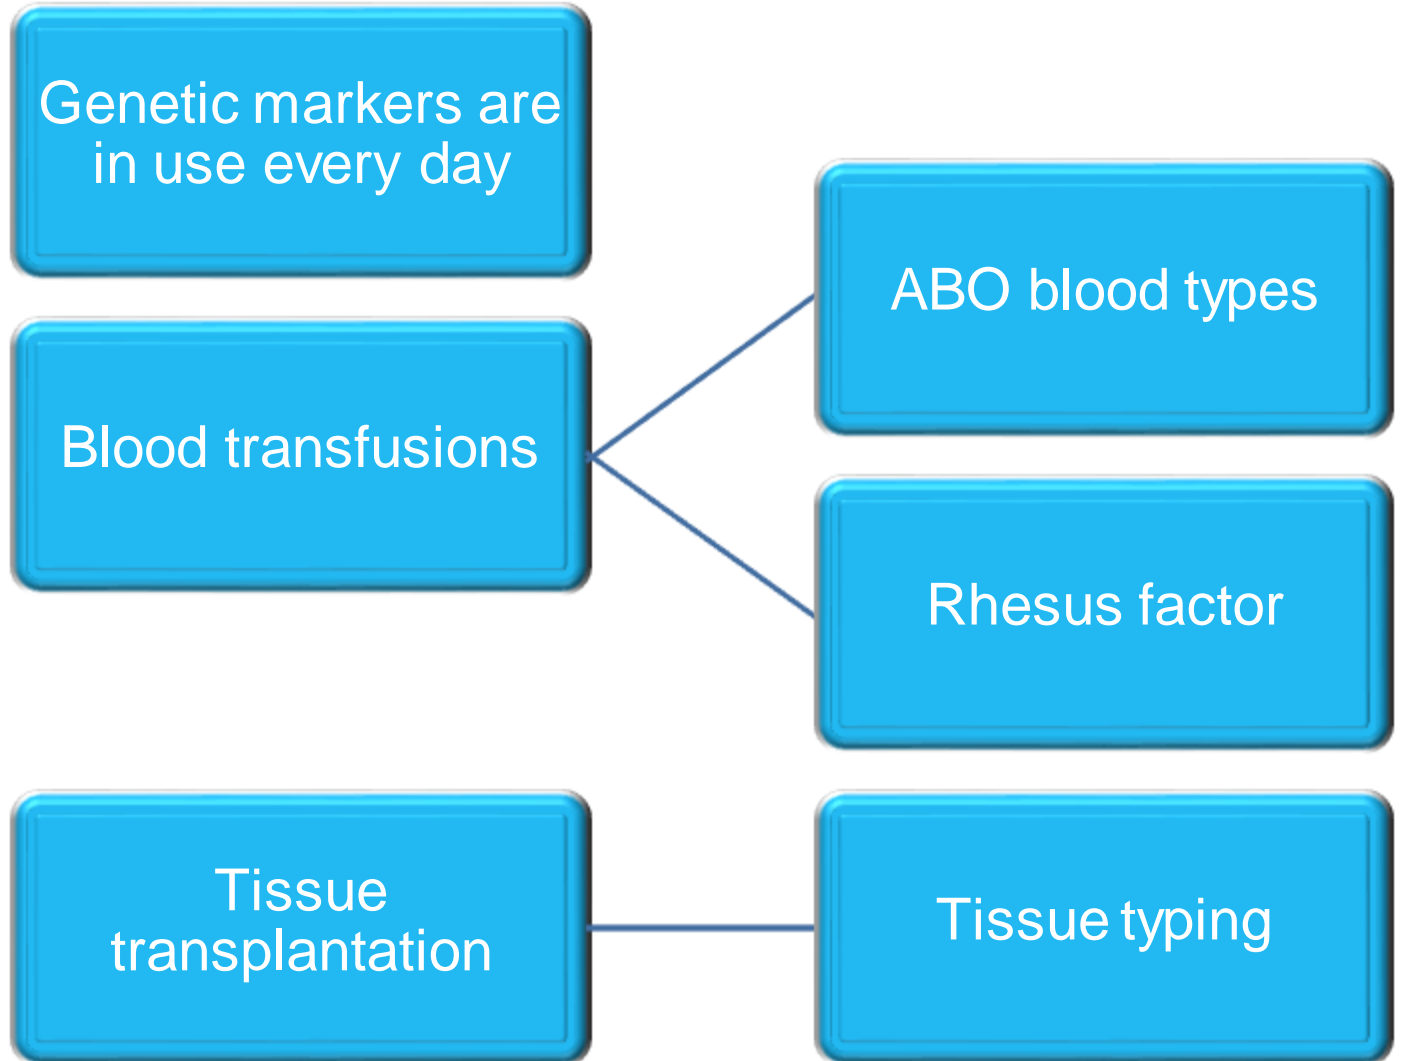 Genetic markers are
in use every day
Blood transfusions
ABO blood types
Rhesus factor
Tissue
transplantation
Tissue typing